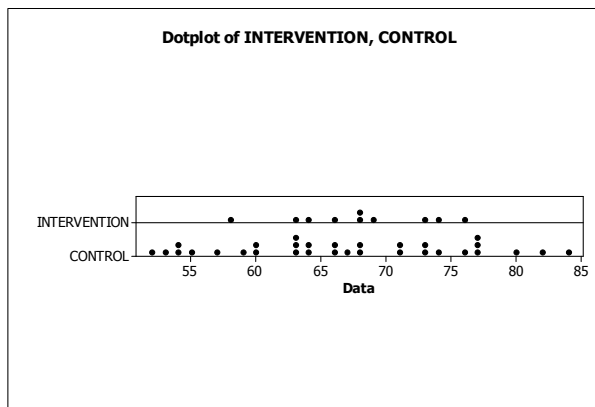 Dotplot of INTERVENTION, CONTROL
INTERVENTION
CONTROL
55 60 65 70 75 80 85
Data